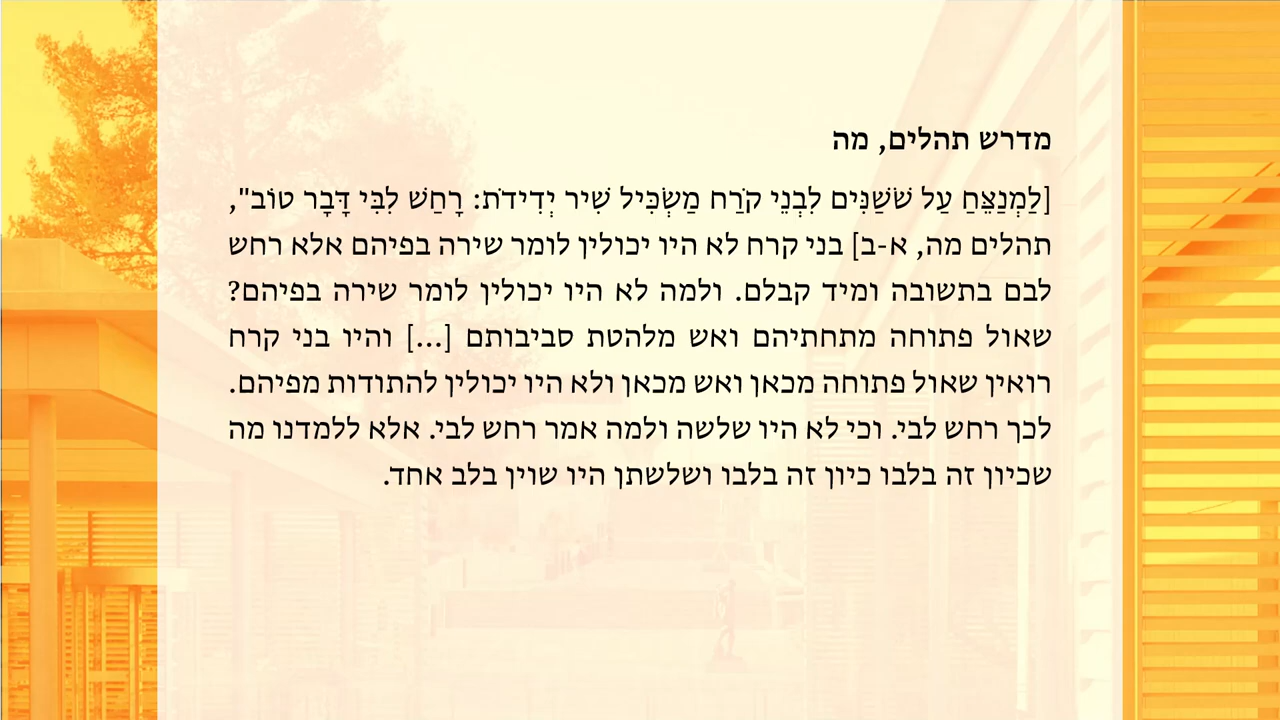 מדרש תהלים, מה
[לַמְנַצֵּחַ עַל שֹׁשַׁנִּים לִבְנֵי קֹרַח מַשְׂכִּיל שִׁיר יְדִידֹת: רָחַשׁ לִבִּי דָּבָר טוֹב",
תהלים מה, א-ב] בני קרח לא היו יכולין לומר שירה בפיהם אלא רחש
לבם בתשובה ומיד קבלם. ולמה לא היו יכולין לומר שירה בפיהם?
שאול פתוחה מתחתיהם ואש מלהטת סביבותם [...] והיו בני קרח
רואין שאול פתוחה מכאן ואש מכאן ולא היו יכולין להתודות מפיהם.
לכך רחש לבי. וכי לא היו שלשה ולמה אמר רחש לבי. אלא ללמדנו מה
שכיון זה בלבו כיון זה בלבו ושלשתן היו שוין בלב אחד.